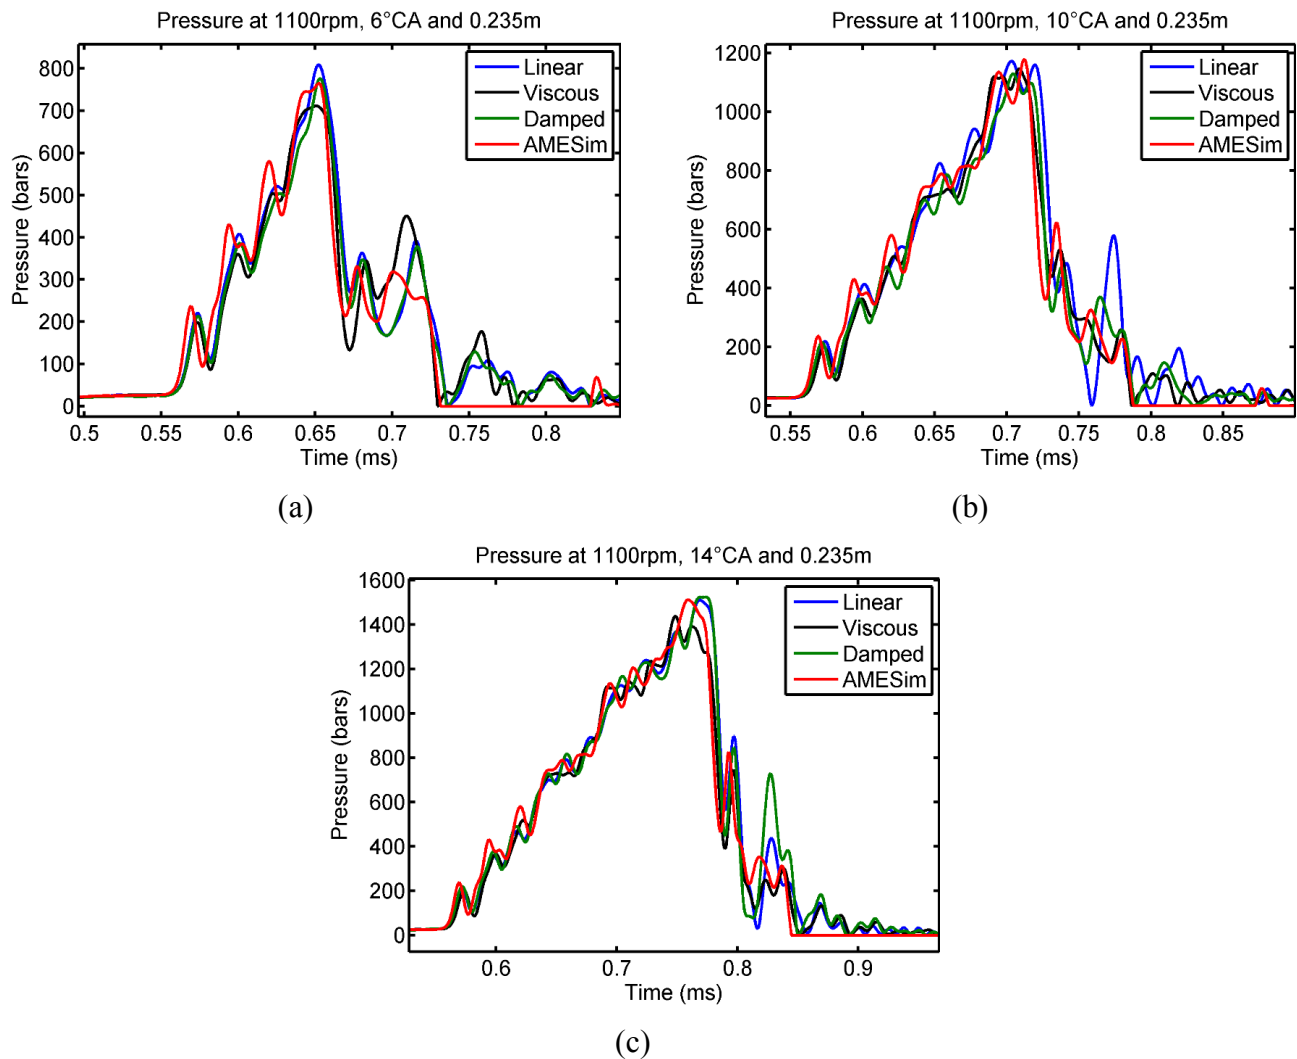 Pressure at 1100rpm, 6°CA and 0.235m
Pressure (bars)
800
700
600
500
400
300
200
100
0
Linear
Viscous
Damped
AMESim
0.5 0.55 0.6 0.65 0.7 0.75 0.8
Time (ms)
(a)
Pressure at 1100rpm, 10°CA and 0.235m
Pressure (bars)
1200
1000
800
600
400
200
0
Linear
Viscous
Damped
AMESim
0.55 0.6 0.65 0.7 0.75 0.8 0.85
Time (ms)
(b)
Pressure at 1100rpm, 14°CA and 0.235m
Pressure (bars)
1600
1400
1200
1000
800
600
400
200
0
Linear
Viscous
Damped
AMESim
0.6 0.7 0.8 0.9
Time (ms)
(c)